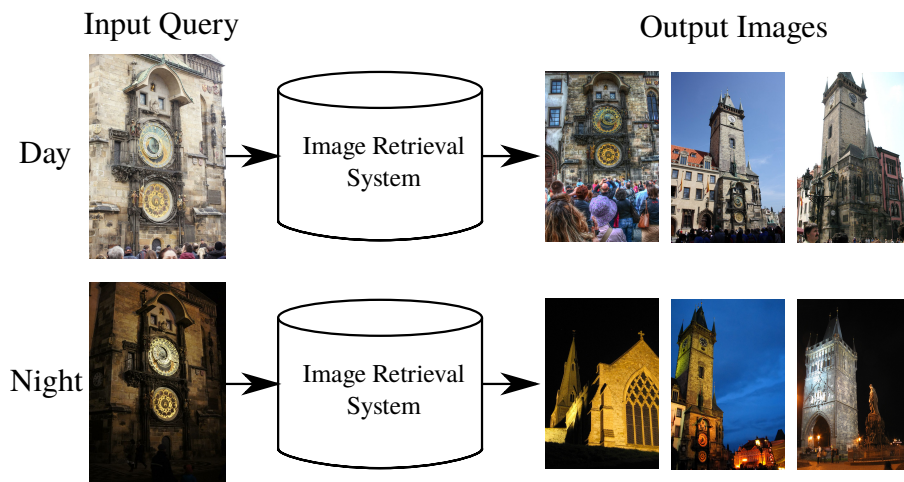 Input Query
Output Images
Day
Image Retrieval
System
Night
Image Retrieval
System